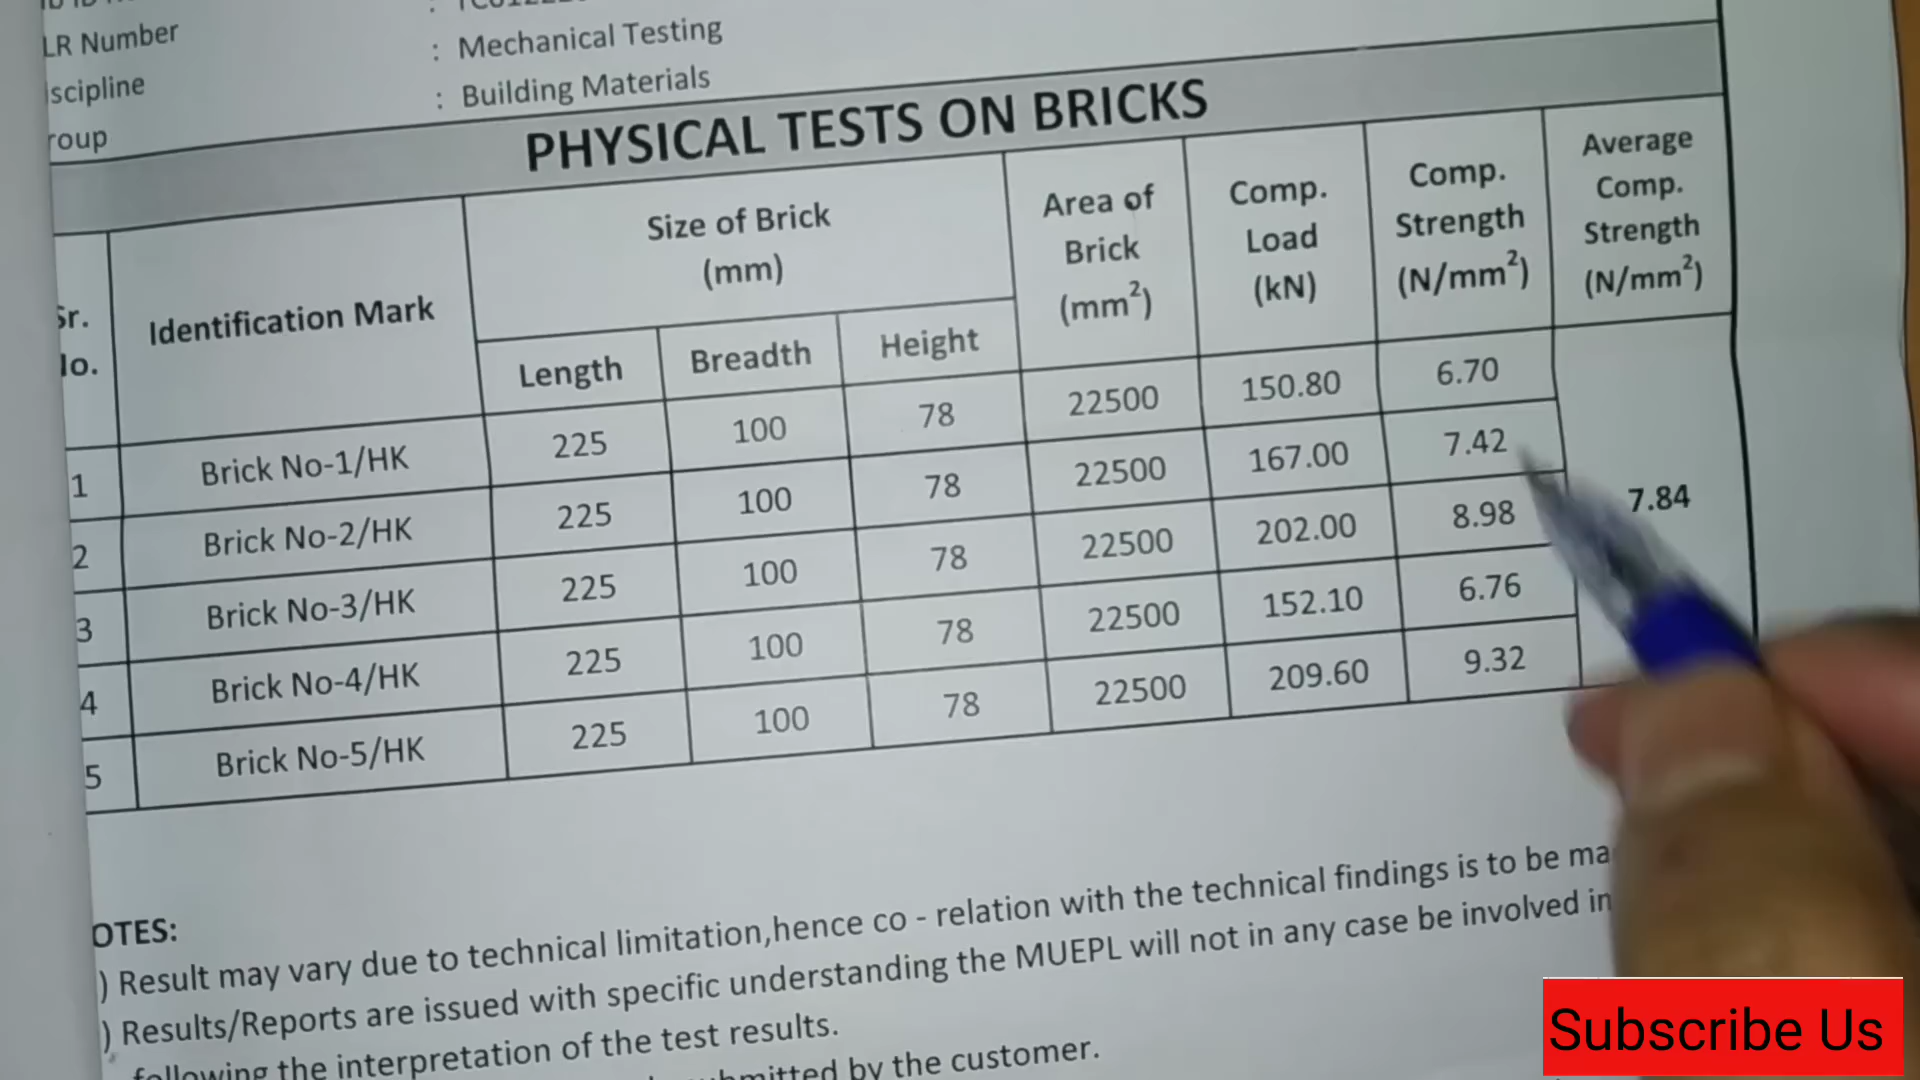 LR Number : Mechanical Testing
scipline : Building Materials
roup
PHYSICAL TESTS ON BRICKS
Sr. No. Identification Mark Size of Brick (mm) Area of Brick (mm²) Comp. Load (kN) Comp. Strength (N/mm²) Average Comp. Strength (N/mm²)
Length Breadth Height
1 Brick No-1/HK 225 100 78 22500 150.80 6.70
2 Brick No-2/HK 225 100 78 22500 167.00 7.42
3 Brick No-3/HK 225 100 78 22500 202.00 8.98 7.84
4 Brick No-4/HK 225 100 78 22500 152.10 6.76
5 Brick No-5/HK 225 100 78 22500 209.60 9.32
OTES:
) Result may vary due to technical limitation,hence co - relation with the technical findings is to be ma
) Results/Reports are issued with specific understanding the MUEPL will not in any case be involved in
following the interpretation of the test results.
by the customer.
Subscribe Us